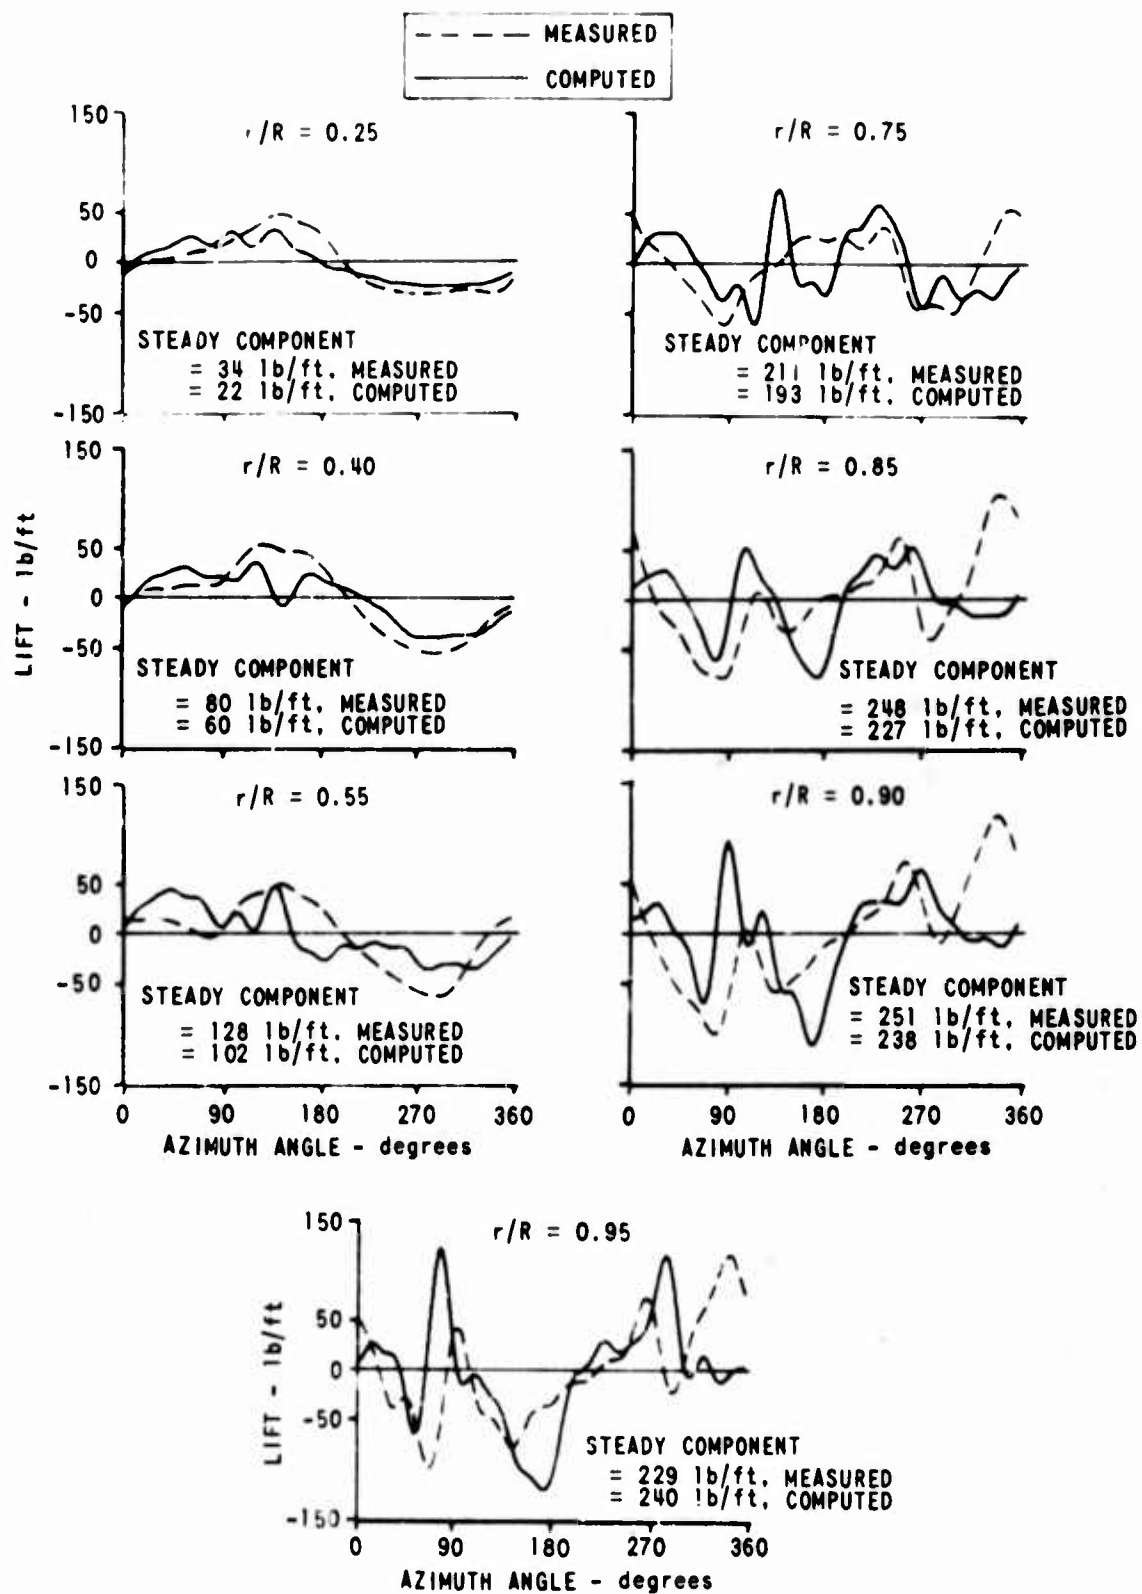 MEASURED
COMPUTED
r/R = 0.25
150
50
0
-50
-150
STEADY COMPONENT
= 34 lb/ft, MEASURED
= 22 lb/ft, COMPUTED
r/R = 0.75
STEADY COMPONENT
= 211 lb/ft, MEASURED
= 193 lb/ft, COMPUTED
LIFT - lb/ft
r/R = 0.40
150
50
0
-50
-150
STEADY COMPONENT
= 80 lb/ft, MEASURED
= 60 lb/ft, COMPUTED
r/R = 0.85
STEADY COMPONENT
= 248 lb/ft, MEASURED
= 227 lb/ft, COMPUTED
r/R = 0.55
150
50
0
-50
-150
STEADY COMPONENT
= 128 lb/ft, MEASURED
= 102 lb/ft, COMPUTED
0 90 180 270 360
AZIMUTH ANGLE - degrees
r/R = 0.90
STEADY COMPONENT
= 251 lb/ft, MEASURED
= 238 lb/ft, COMPUTED
0 90 180 270 360
AZIMUTH ANGLE - degrees
r/R = 0.95
LIFT - lb/ft
150
50
0
-50
-150
STEADY COMPONENT
= 229 lb/ft, MEASURED
= 240 lb/ft, COMPUTED
0 90 180 270 360
AZIMUTH ANGLE - degrees